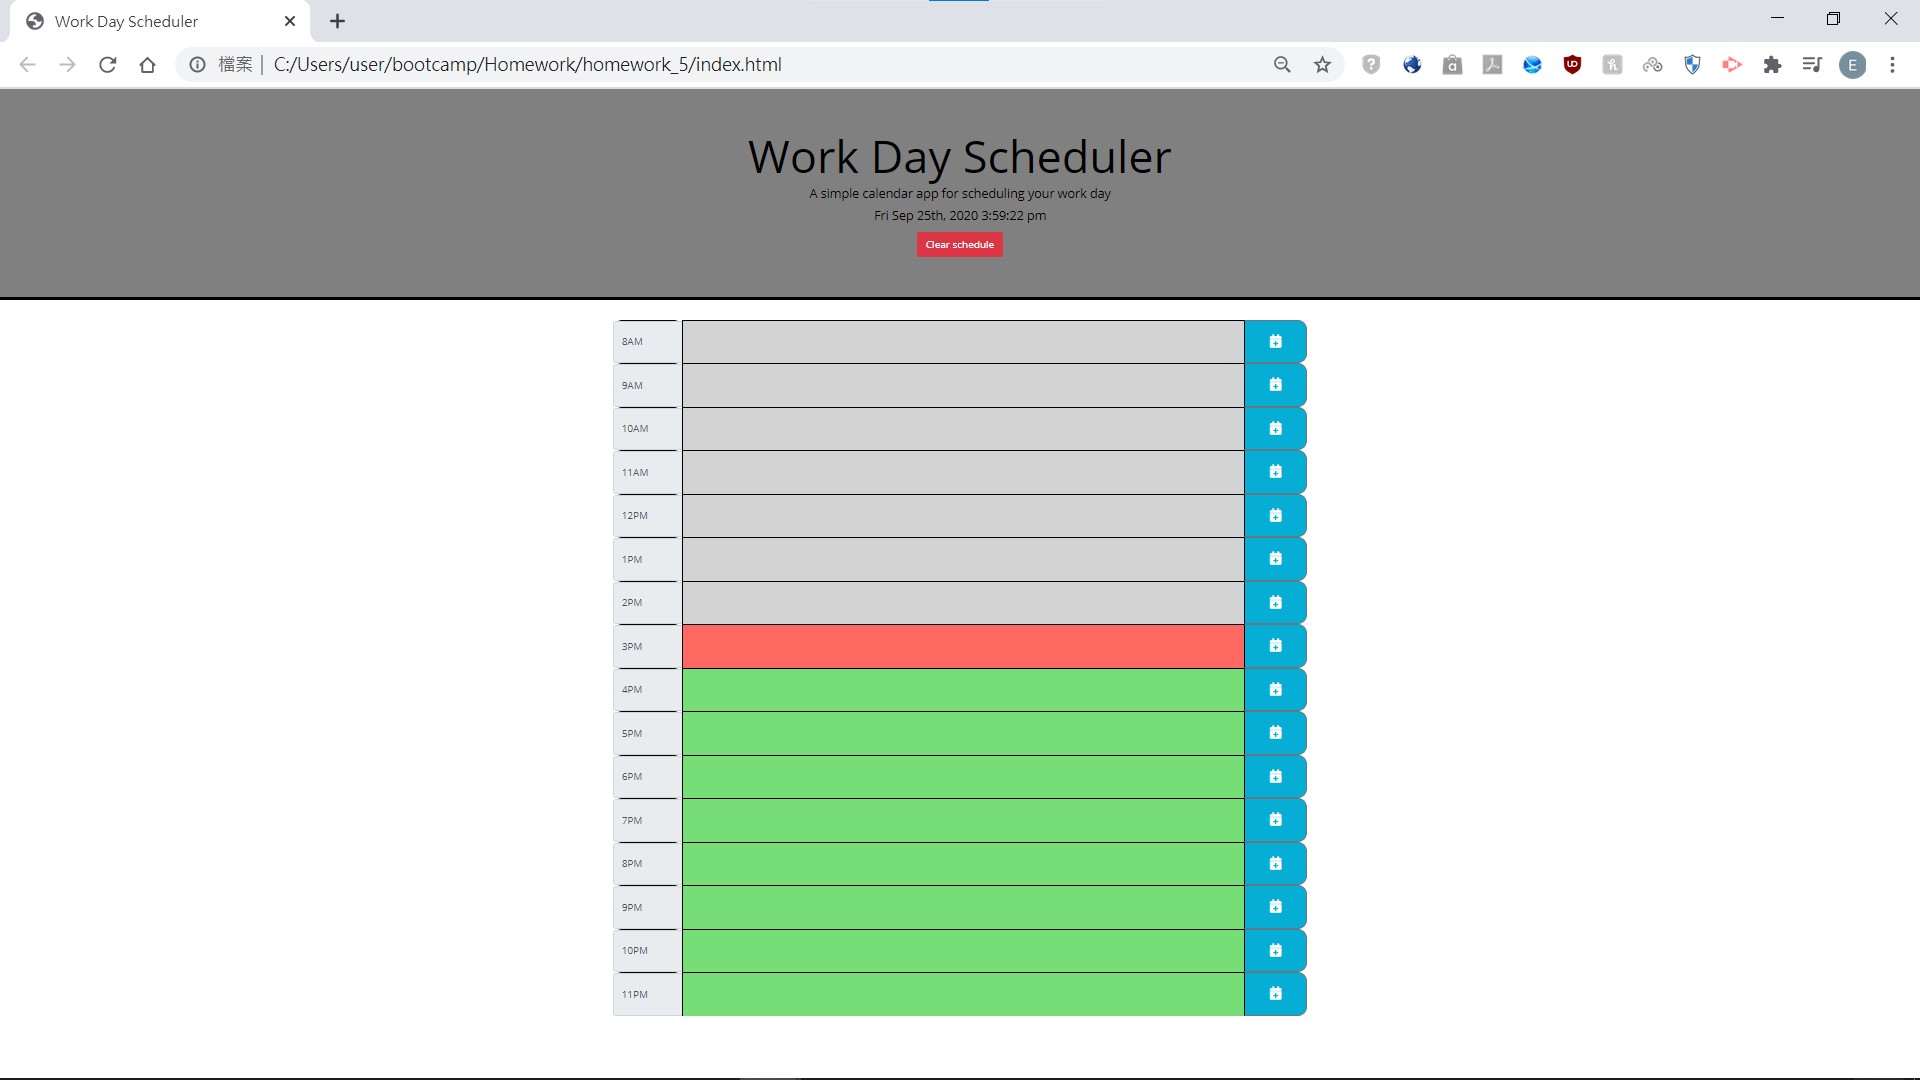 Work Day Scheduler
檔案 | C:/Users/user/bootcamp/Homework/homework_5/index.html
E
Work Day Scheduler
A simple calendar app for scheduling your work day
Fri Sep 25th, 2020 3:59:22 pm
Clear schedule
8AM
9AM
10AM
11AM
12PM
1PM
2PM
3PM
4PM
5PM
6PM
7PM
8PM
9PM
10PM
11PM